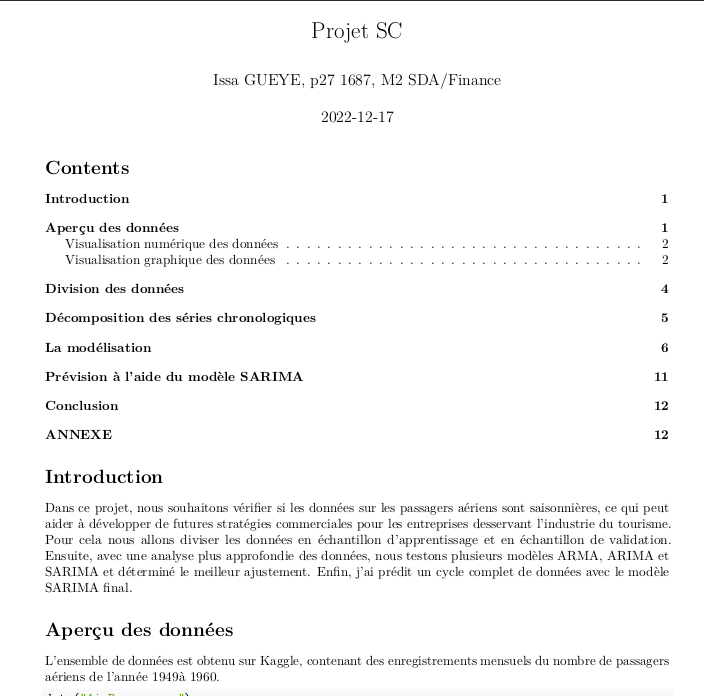 Projet SC
Issa GUEYE, p27 1687, M2 SDA/Finance
2022-12-17
Contents
Introduction 1
Aperçu des données 1
Visualisation numérique des données . . . . . . . . . . . . . . . . . . . . . . . . . . . . . . . . . . . 2
Visualisation graphique des données . . . . . . . . . . . . . . . . . . . . . . . . . . . . . . . . . . . 2
Division des données 4
Décomposition des séries chronologiques 5
La modélisation 6
Prévision à l'aide du modèle SARIMA 11
Conclusion 12
ANNEXE 12
Introduction
Dans ce projet, nous souhaitons vérifier si les données sur les passagers aériens sont saisonnières, ce qui peut
aider à développer de futures stratégies commerciales pour les entreprises desservant l'industrie du tourisme.
Pour cela nous allons diviser les données en échantillon d'apprentissage et en échantillon de validation.
Ensuite, avec une analyse plus approfondie des données, nous testons plusieurs modèles ARMA, ARIMA et
SARIMA et déterminé le meilleur ajustement. Enfin, j'ai prédit un cycle complet de données avec le modèle
SARIMA final.
Aperçu des données
L'ensemble de données est obtenu sur Kaggle, contenant des enregistrements mensuels du nombre de passagers
aériens de l'année 1949à 1960.